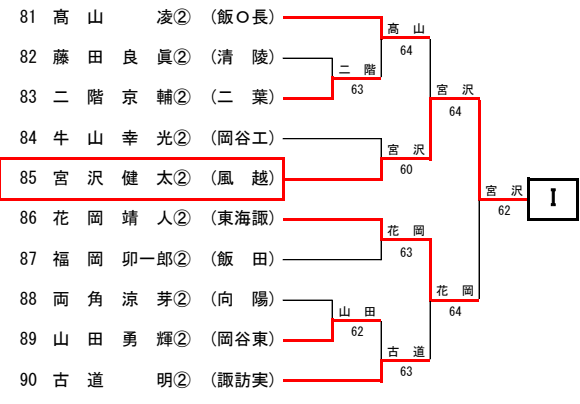 81 髙 山 凌② (飯O長)
82 藤 田 良 眞② (清 陵)
83 二 階 京 輔② (二 葉)
84 牛 山 幸 光② (岡谷工)
85 宮 沢 健 太② (風 越)
86 花 岡 靖 人② (東海諏)
87 福 岡 卯一郎② (飯 田)
88 両 角 涼 芽② (向 陽)
89 山 田 勇 輝② (岡谷東)
90 古 道 明② (諏訪実)
二 階
63
山 田
62
髙 山
64
宮 沢
60
花 岡
63
古 道
63
宮 沢
64
花 岡
64
宮 沢
62
I